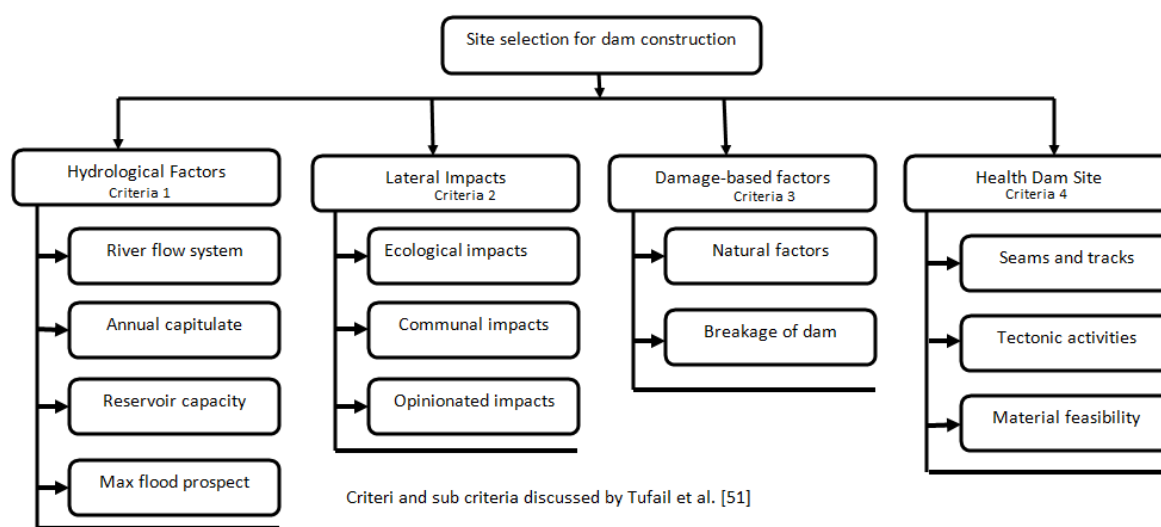 Site selection for dam construction
Hydrological Factors
Criteria 1
River flow system
Annual capitulate
Reservoir capacity
Max flood prospect
Lateral Impacts
Criteria 2
Ecological impacts
Communal impacts
Opinionated impacts
Damage-based factors
Criteria 3
Natural factors
Breakage of dam
Health Dam Site
Criteria 4
Seams and tracks
Tectonic activities
Material feasibility
Criteri and sub criteria discussed by Tufail et al. [51]